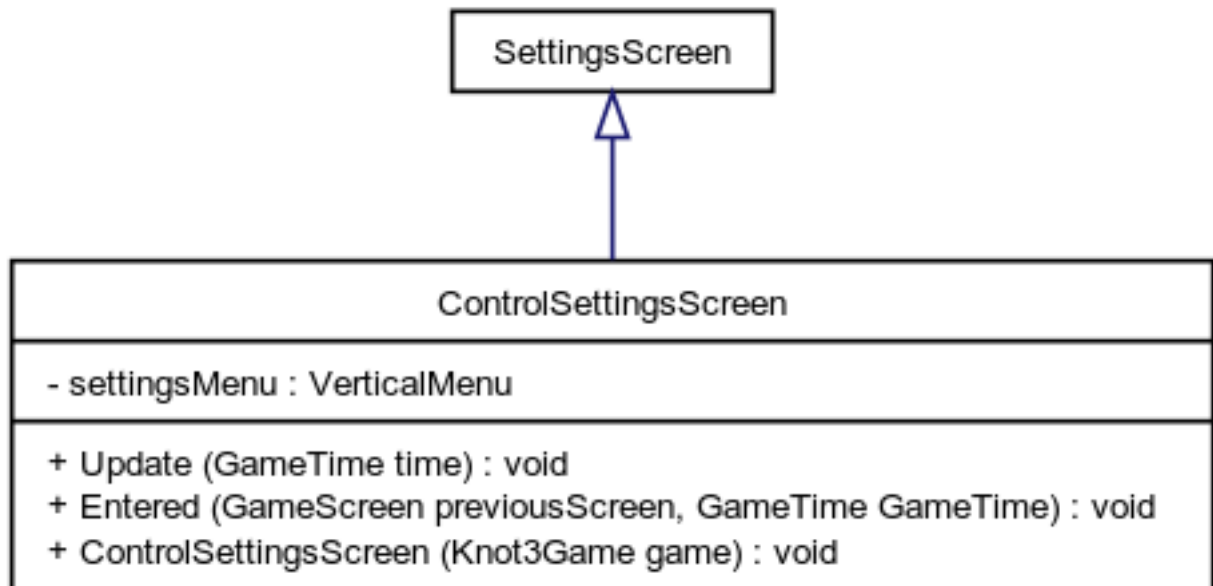 SettingsScreen
ControlSettingsScreen
- settingsMenu : VerticalMenu
+ Update (GameTime time) : void
+ Entered (GameScreen previousScreen, GameTime GameTime) : void
+ ControlSettingsScreen (Knot3Game game) : void